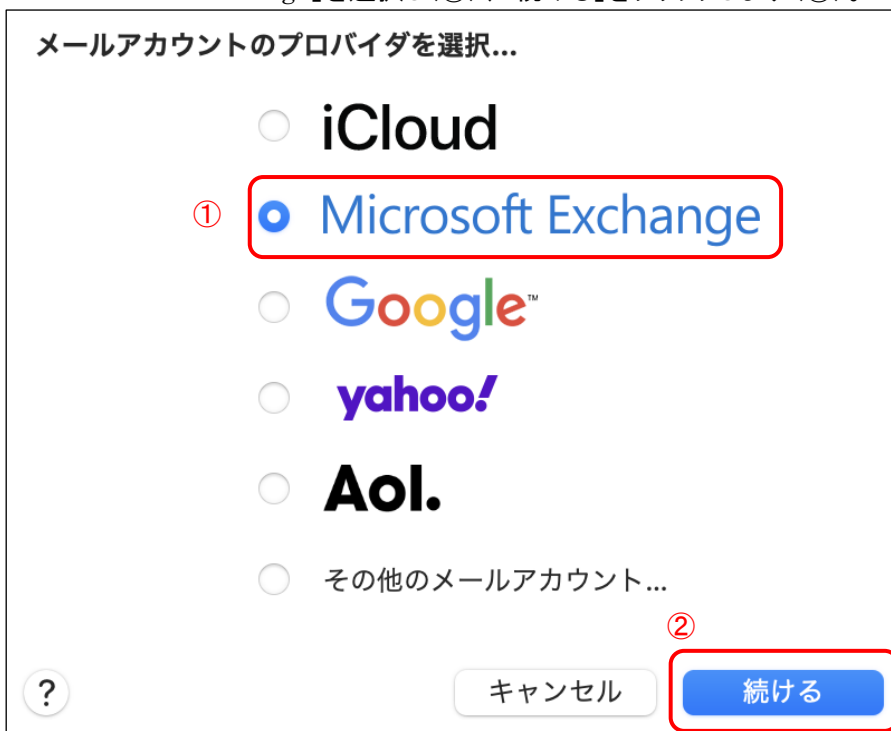 メールアカウントのプロバイダを選択...
iCloud
① Microsoft Exchange
Google™
yahoo!
Aol.
その他のメールアカウント...
②
? キャンセル 続ける